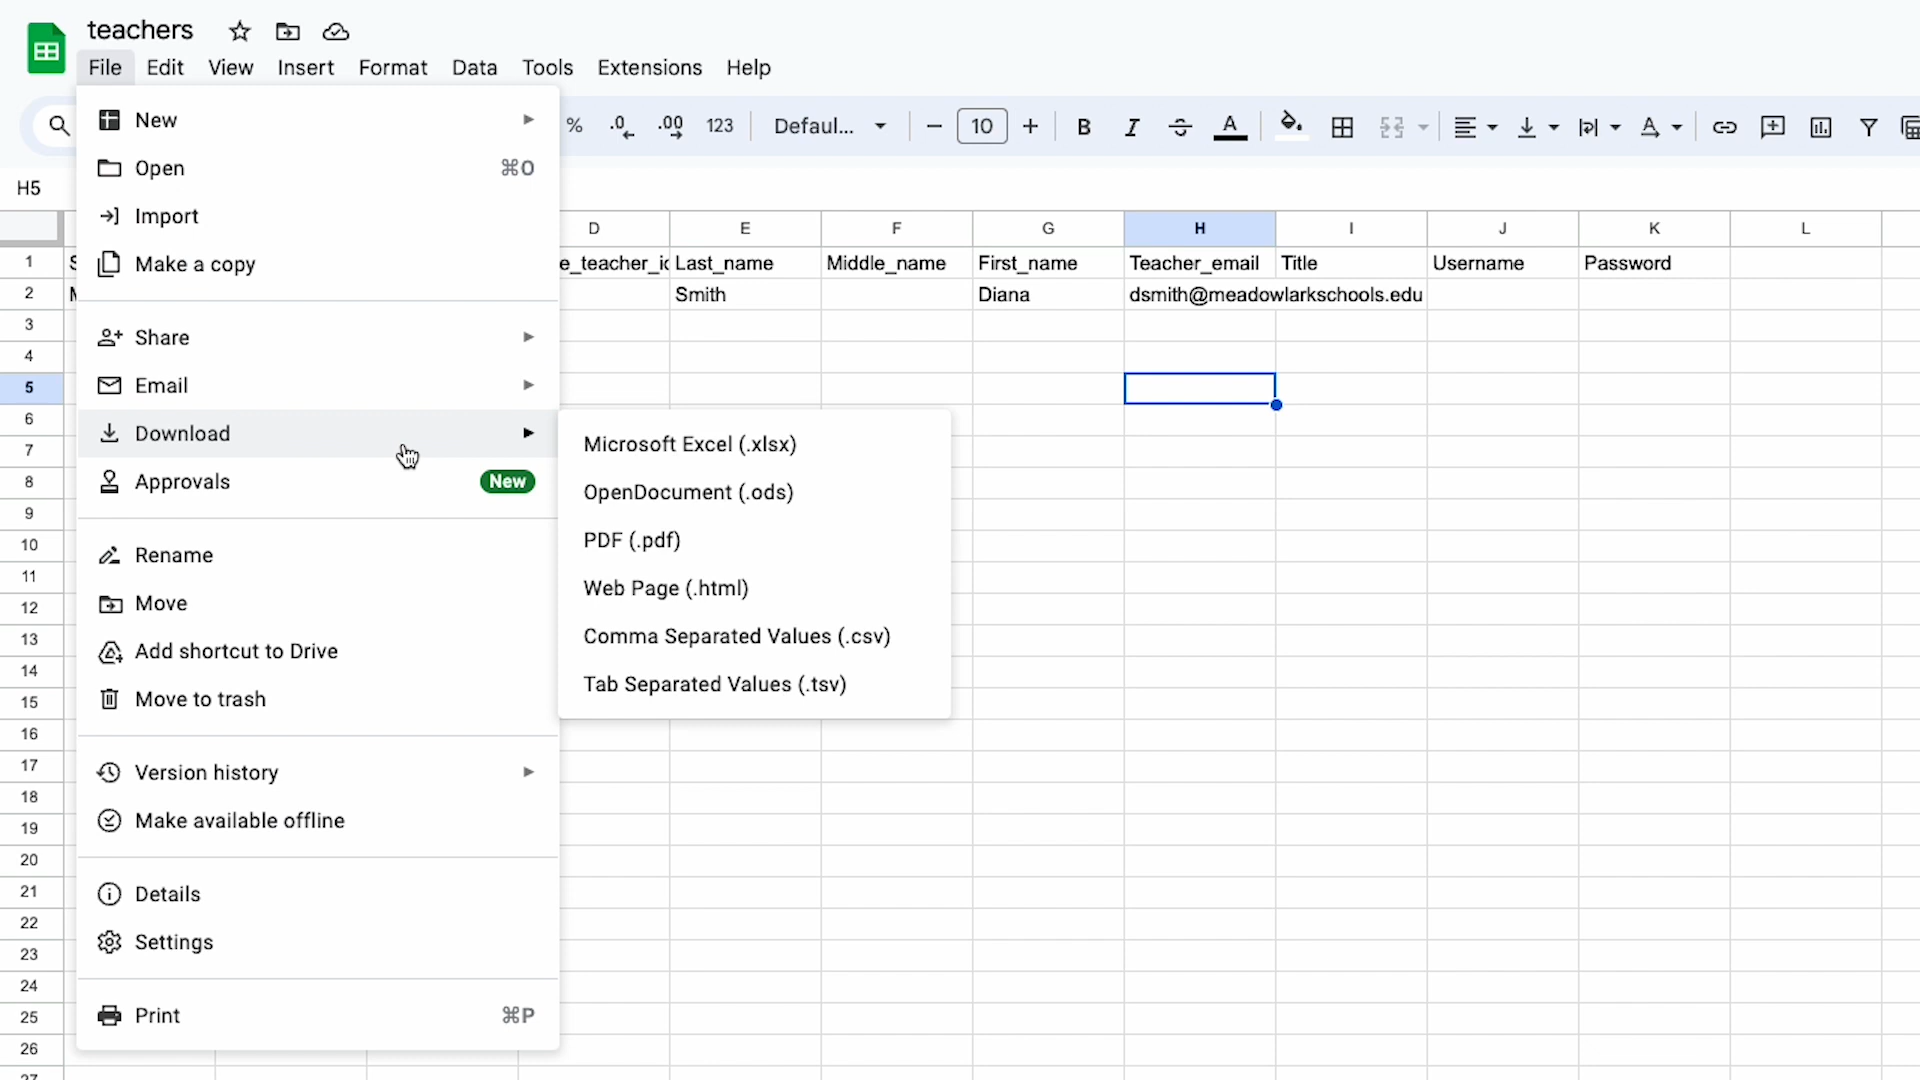 teachers
File Edit View Insert Format Data Tools Extensions Help
% .0 .00 123 Defaul... 10 B I A A
H5
D E F G H I J K L
1 e_teacher_ic Last_name Middle_name First_name Teacher_email Title Username Password
2 Smith Diana dsmith@meadowlarkschools.edu
3
4
5
6
7
8
9
10
11
12
13
14
15
16
17
18
19
20
21
22
23
24
25
26
27
New
Open ⌘O
Import
Make a copy
Share
Email
Download
Approvals New
Rename
Move
Add shortcut to Drive
Move to trash
Version history
Make available offline
Details
Settings
Print ⌘P
Microsoft Excel (.xlsx)
OpenDocument (.ods)
PDF (.pdf)
Web Page (.html)
Comma Separated Values (.csv)
Tab Separated Values (.tsv)